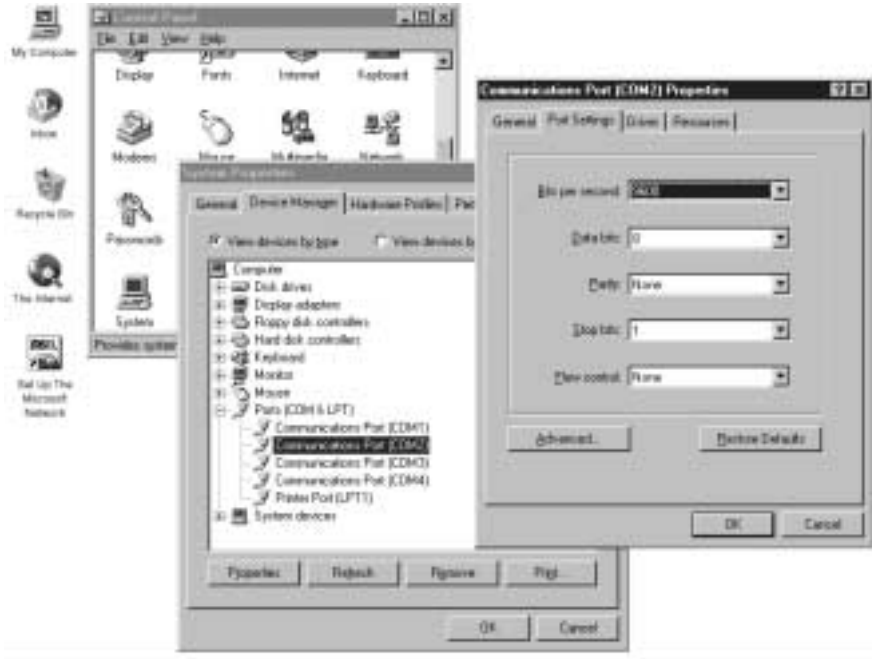 My Computer
Inbox
Recycle Bin
The Internet
MSN
Set Up The
Microsoft
Network
Control Panel
File Edit View Help
Display Fonts Internet Keyboard
Modems Mouse Multimedia Network
Passwords
System
Provides system
System Properties
General Device Manager Hardware Profiles
View devices by type View devices b
Computer
Disk drives
Display adapters
Floppy disk controllers
Hard disk controllers
Keyboard
Monitor
Mouse
Ports (COM & LPT)
Communications Port (COM1)
Communications Port (COM2)
Communications Port (COM3)
Communications Port (COM4)
Printer Port (LPT1)
System devices
Properties Refresh Remove Print...
OK Cancel
Communications Port (COM2) Properties
General Port Settings Driver Resources
Bits per second: 9600
Data bits:
Parity: None
Stop bits: 1
Flow control: None
Advanced... Restore Defaults
OK Cancel